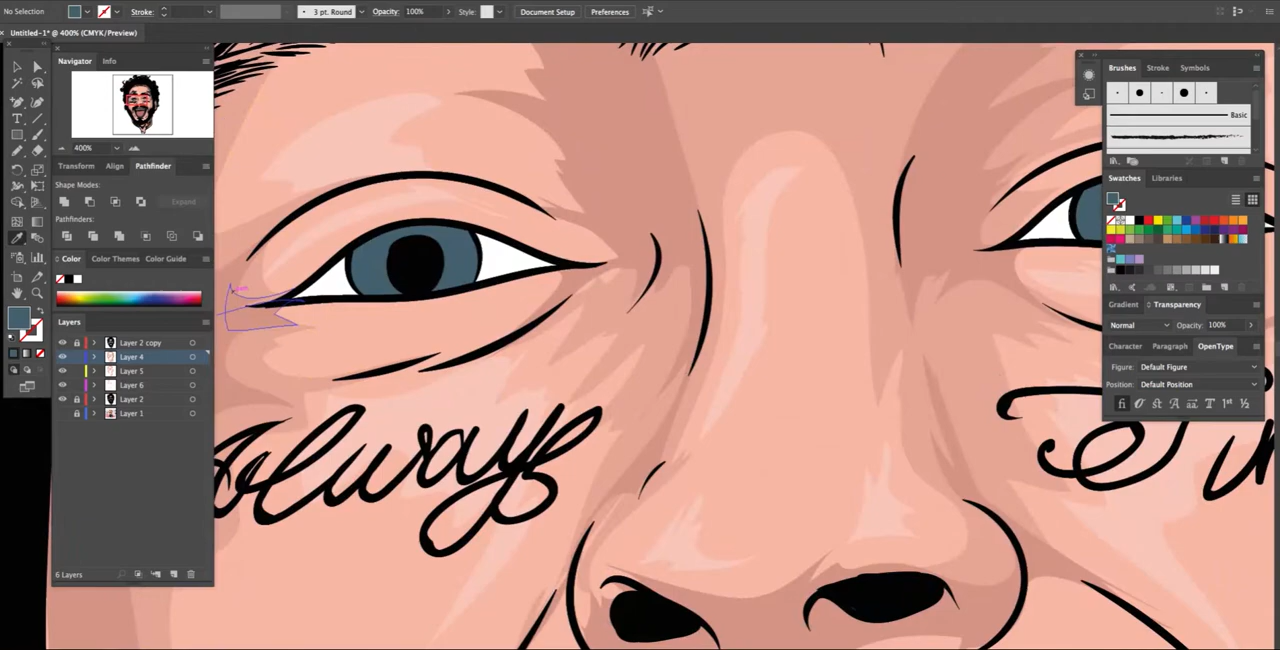 No Selection Stroke: 3 pt. Round Opacity: 100% Style: Document Setup Preferences
Untitled-1* @ 400% (CMYK/Preview)
Navigator Info
400%
Transform Align Pathfinder
Shape Modes:
Expand
Pathfinders:
Color Color Themes Color Guide
Layers
Layer 2 copy
Layer 4
Layer 5
Layer 6
Layer 2
Layer 1
6 Layers
Always
Brushes Stroke Symbols
Basic
Swatches Libraries
Gradient Transparency
Normal Opacity: 100%
Character Paragraph OpenType
Figure: Default Figure
Position: Default Position